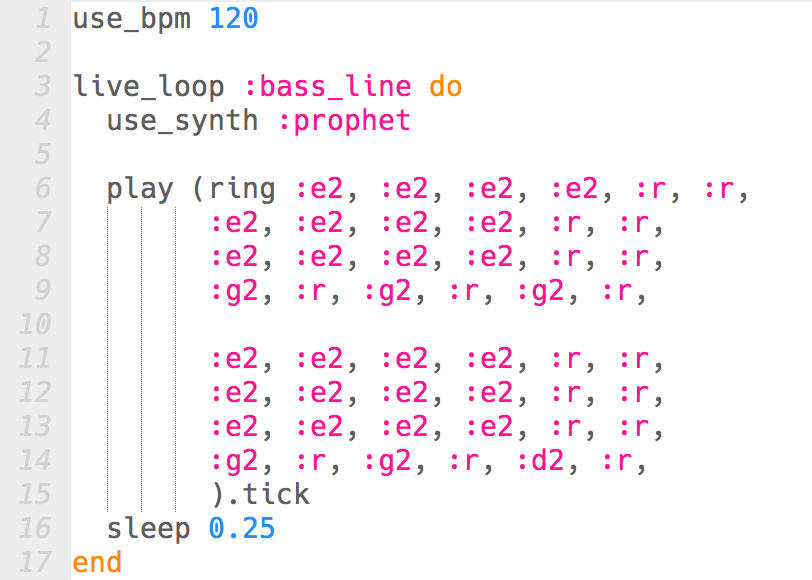 1 use_bpm 120
2
3 live_loop :bass_line do
4   use_synth :prophet
5
6   play (ring :e2, :e2, :e2, :e2, :r, :r,
7         :e2, :e2, :e2, :e2, :r, :r,
8         :e2, :e2, :e2, :e2, :r, :r,
9         :g2, :r, :g2, :r, :g2, :r,
10
11         :e2, :e2, :e2, :e2, :r, :r,
12         :e2, :e2, :e2, :e2, :r, :r,
13         :e2, :e2, :e2, :e2, :r, :r,
14         :g2, :r, :g2, :r, :d2, :r,
15         ).tick
16   sleep 0.25
17 end